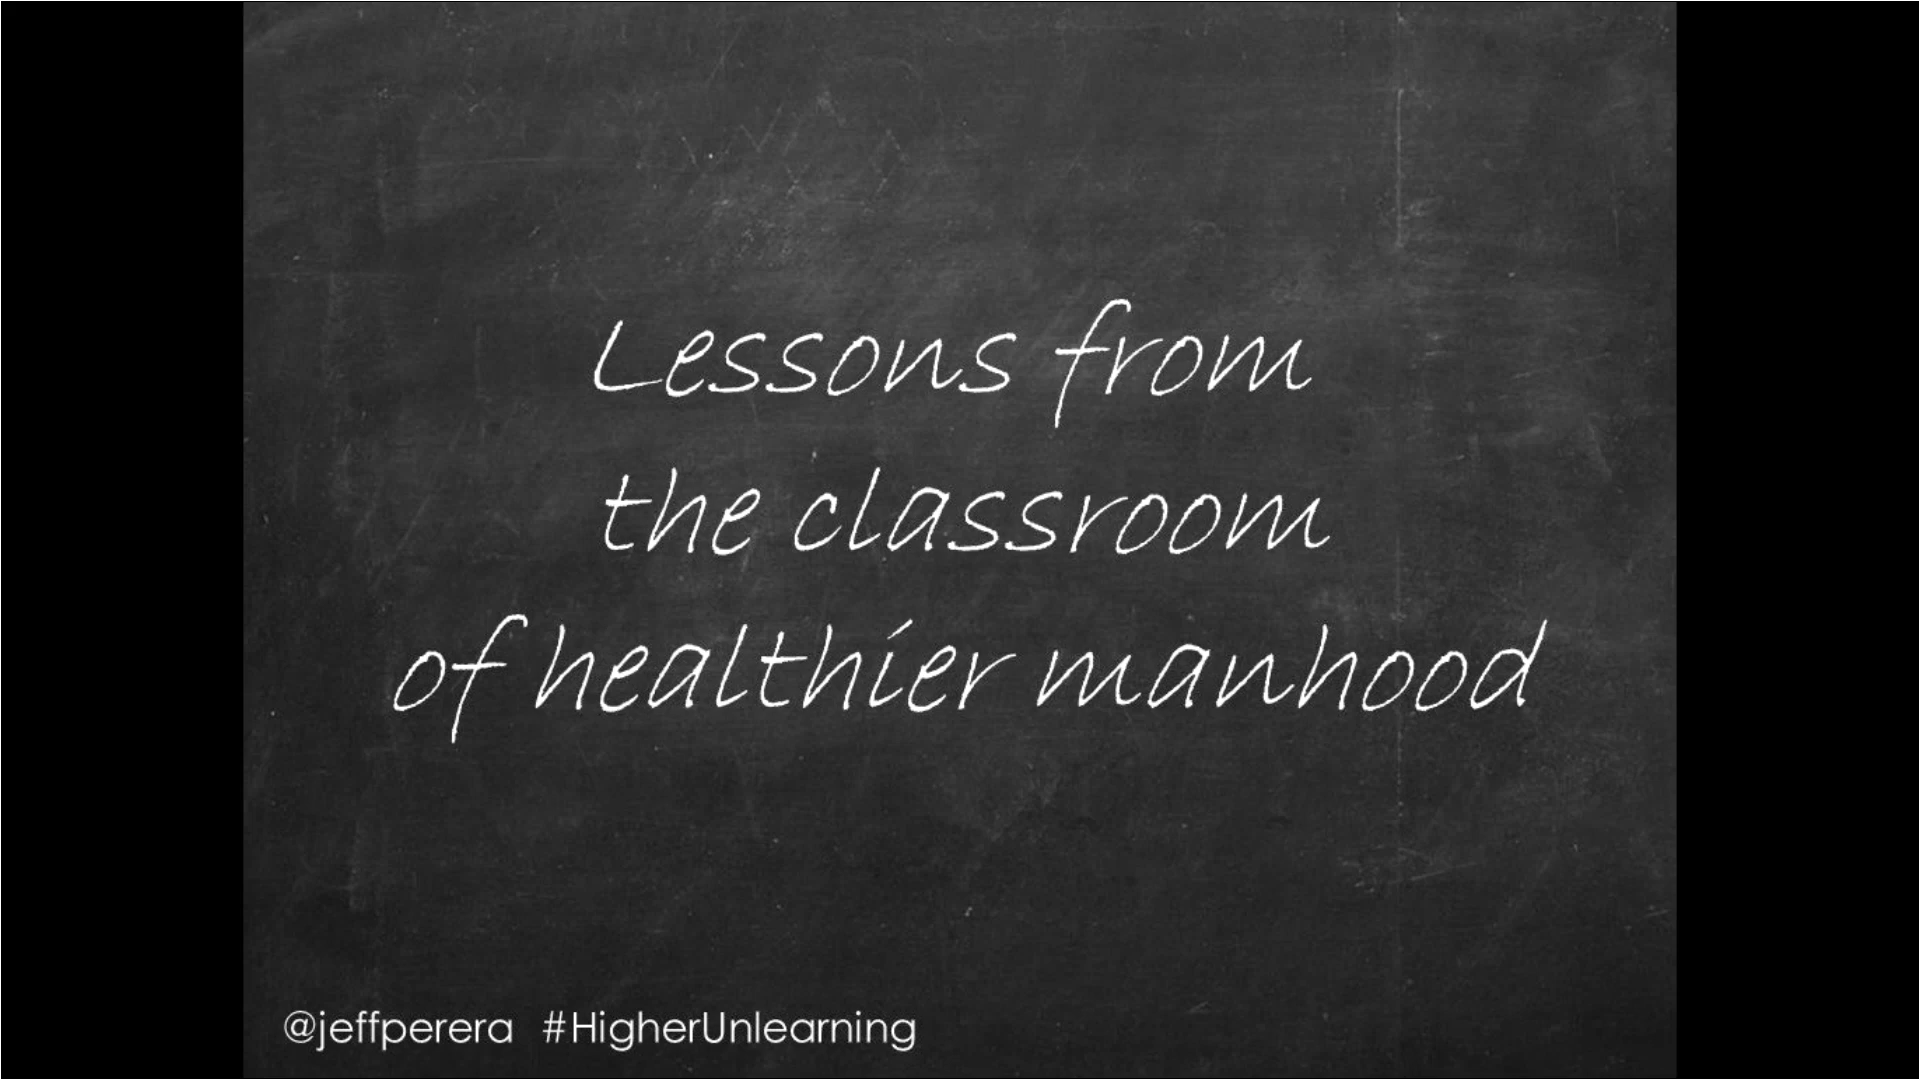 Lessons from
the classroom
of healthier manhood
@jeffperera #HigherUnlearning